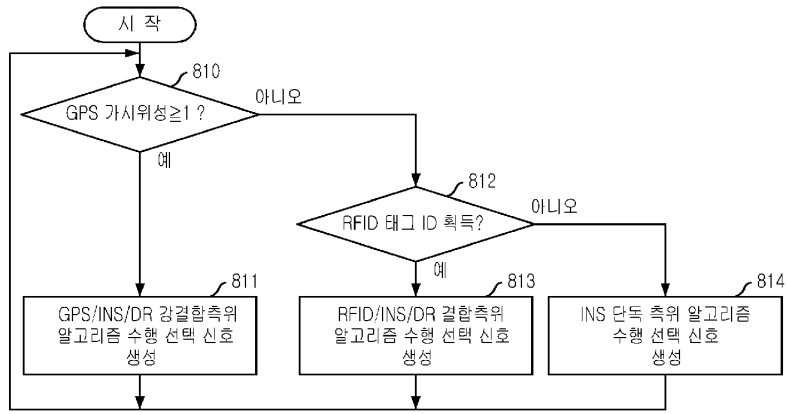 시 작
810
GPS 가시위성≧1 ?
아니오
예
812
RFID 태그 ID 획득?
아니오
예
811
GPS/INS/DR 강결합측위
알고리즘 수행 선택 신호
생성
813
RFID/INS/DR 결합측위
알고리즘 수행 선택 신호
생성
814
INS 단독 측위 알고리즘
수행 선택 신호
생성